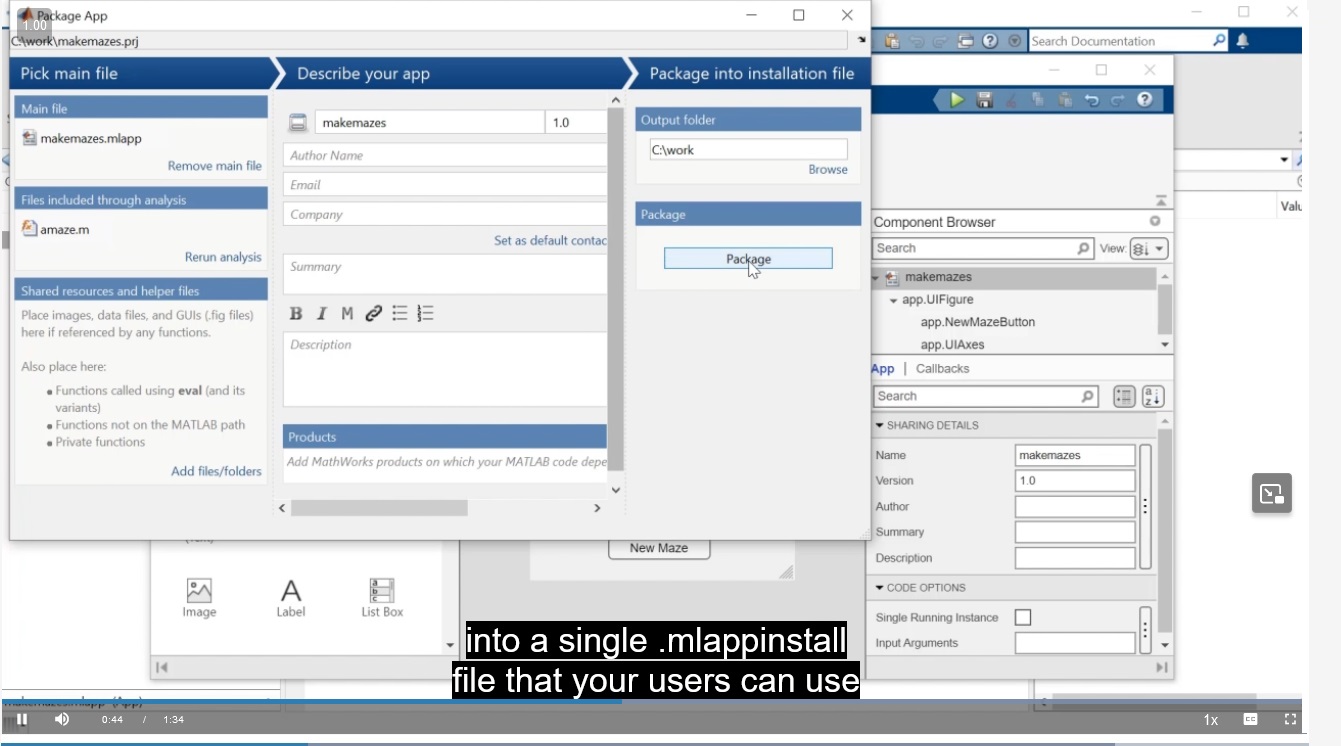 Package App
1.00
C:\work\makemazes.prj
Pick main file
Describe your app
Package into installation file
Main file
makemazes.mlapp
Remove main file
Files included through analysis
amaze.m
Rerun analysis
Shared resources and helper files
Place images, data files, and GUIs (.fig files)
here if referenced by any functions.
Also place here:
Functions called using eval (and its
variants)
Functions not on the MATLAB path
Private functions
Add files/folders
makemazes
1.0
Author Name
Email
Company
Set as default contac
Summary
B I M
Description
Products
Add MathWorks products on which your MATLAB code depe
Output folder
C:\work
Browse
Package
Package
Search Documentation
Valu
Component Browser
Search
View:
makemazes
app.UIFigure
app.NewMazeButton
app.UIAxes
App | Callbacks
Search
SHARING DETAILS
Name
makemazes
Version
1.0
Author
Summary
Description
CODE OPTIONS
Single Running Instance
Input Arguments
New Maze
Image
Label
List Box
into a single .mlappinstall
file that your users can use
makemazes.mlapp (App)
0:44 / 1:34
1x
CC